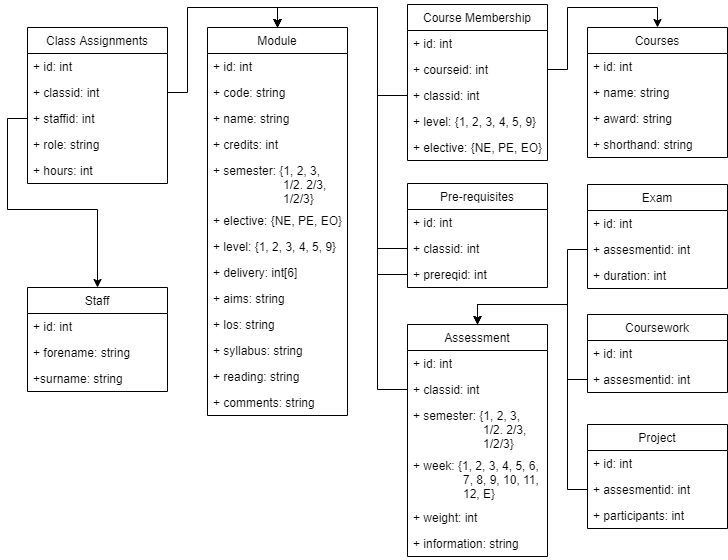 Class Assignments
+ id: int
+ classid: int
+ staffid: int
+ role: string
+ hours: int
Staff
+ id: int
+ forename: string
+surname: string
Module
+ id: int
+ code: string
+ name: string
+ credits: int
+ semester: {1, 2, 3,
1/2. 2/3,
1/2/3}
+ elective: {NE, PE, EO}
+ level: {1, 2, 3, 4, 5, 9}
+ delivery: int[6]
+ aims: string
+ los: string
+ syllabus: string
+ reading: string
+ comments: string
Course Membership
+ id: int
+ courseid: int
+ classid: int
+ level: {1, 2, 3, 4, 5, 9}
+ elective: {NE, PE, EO}
Pre-requisites
+ id: int
+ classid: int
+ prereqid: int
Assessment
+ id: int
+ classid: int
+ semester: {1, 2, 3,
1/2. 2/3,
1/2/3}
+ week: {1, 2, 3, 4, 5, 6,
7, 8, 9, 10, 11,
12, E}
+ weight: int
+ information: string
Courses
+ id: int
+ name: string
+ award: string
+ shorthand: string
Exam
+ id: int
+ assesmentid: int
+ duration: int
Coursework
+ id: int
+ assesmentid: int
Project
+ id: int
+ assesmentid: int
+ participants: int